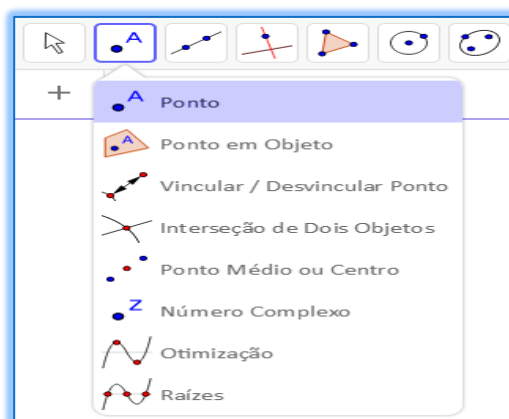 A
A
Ponto
A
Ponto em Objeto
Vincular / Desvincular Ponto
Interseção de Dois Objetos
Ponto Médio ou Centro
Z
Número Complexo
Otimização
Raízes